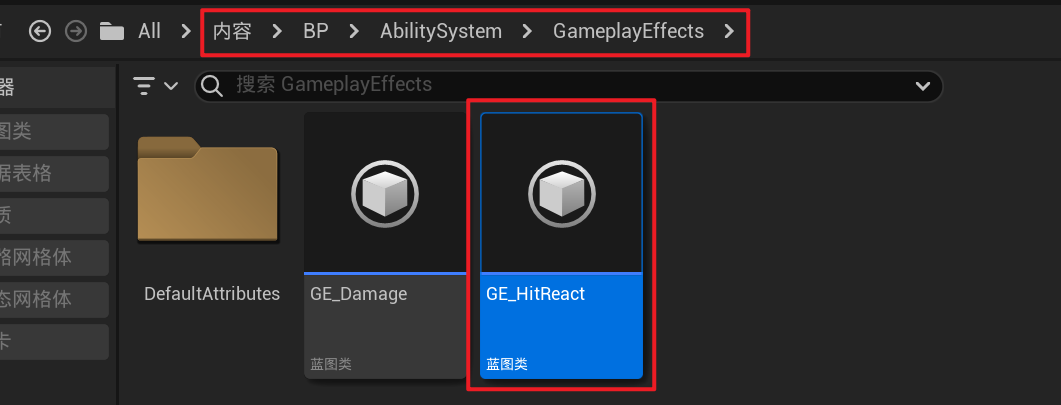 All > 内容 > BP > AbilitySystem > GameplayEffects >
器
搜索 GameplayEffects
图类
据表格
质
格网格体
态网格体
卡
DefaultAttributes
GE_Damage
GE_HitReact
蓝图类
蓝图类